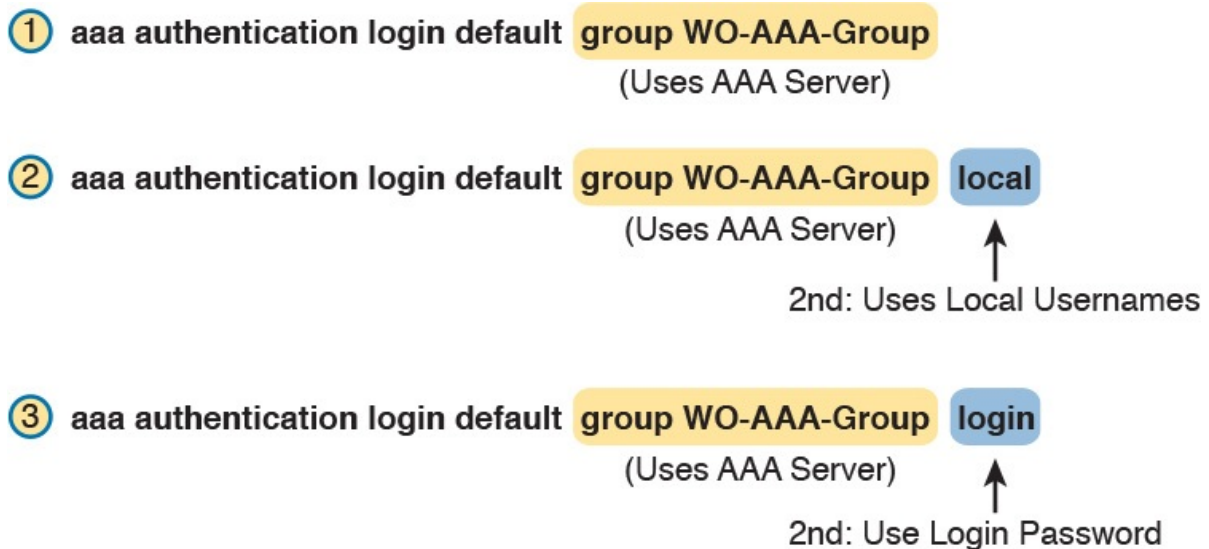 1 aaa authentication login default group WO-AAA-Group
(Uses AAA Server)
2 aaa authentication login default group WO-AAA-Group local
(Uses AAA Server)
2nd: Uses Local Usernames
3 aaa authentication login default group WO-AAA-Group login
(Uses AAA Server)
2nd: Use Login Password